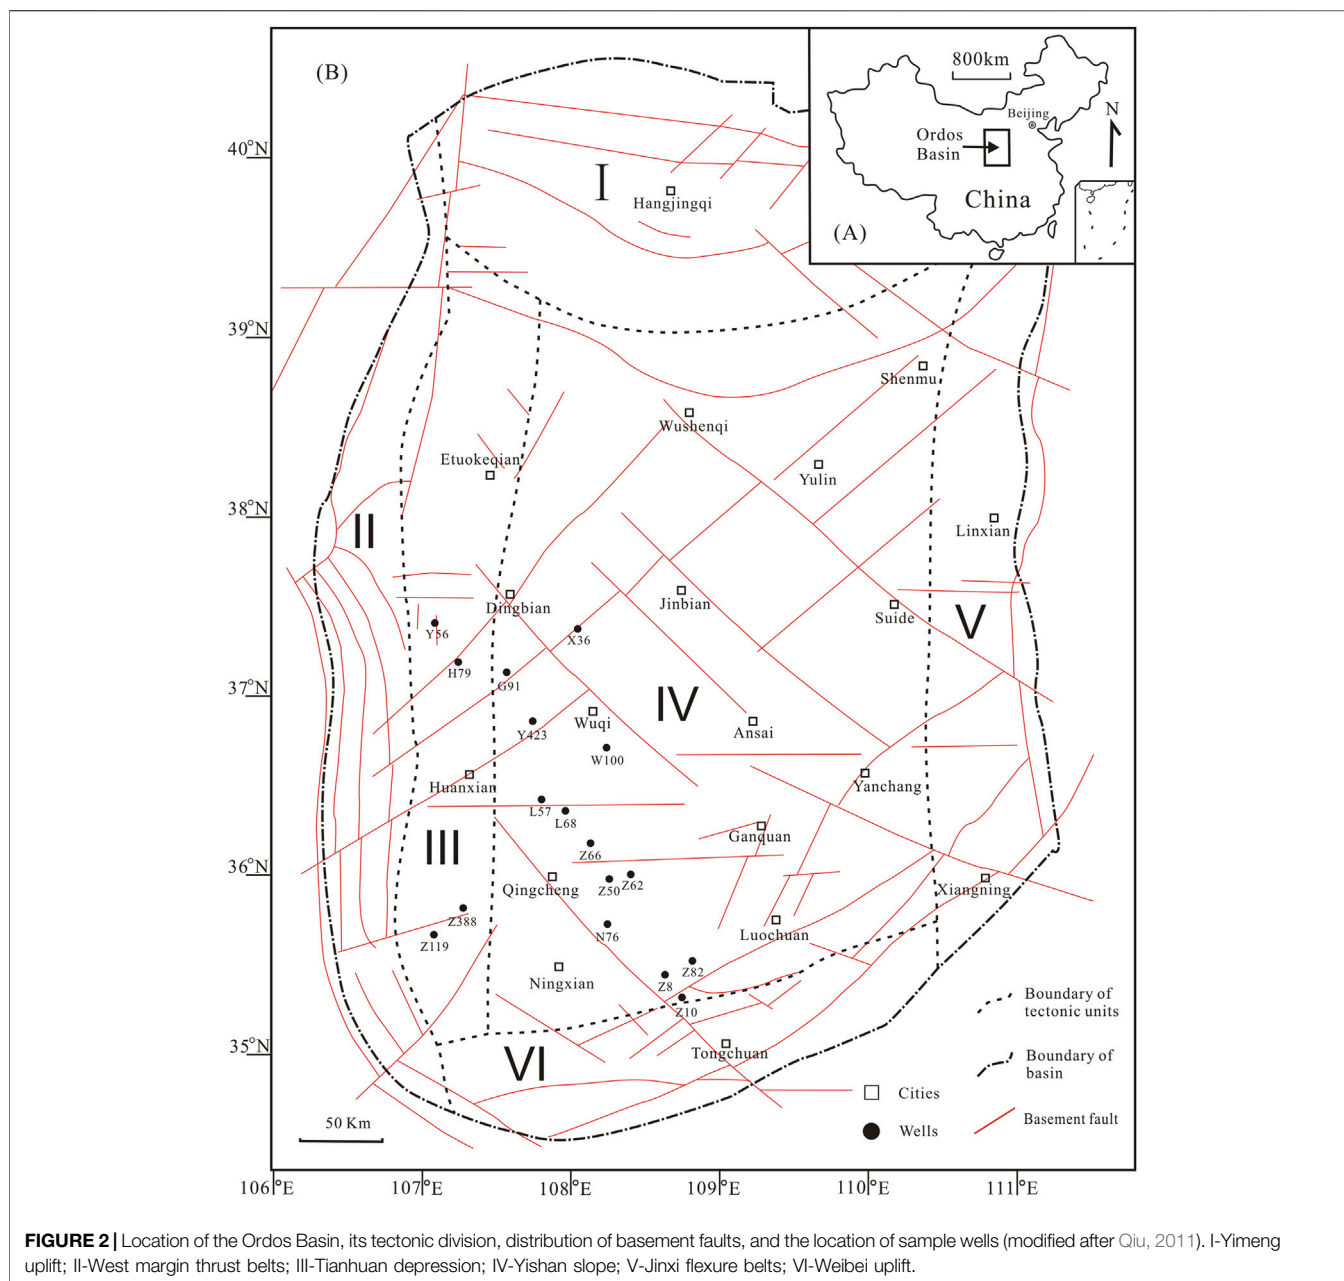 (B)
800km
N
Beijing
Ordos
Basin
China
(A)
40°N
I
Hangjingqi
39°N
Shenmu
Wushenqi
Etuokeqian
Yulin
38°N
II
Linxian
Dingbian
Jinbian
Suide
V
Y56
X36
H79
G91
37°N
IV
Wuqi
Y423
Ansai
W100
Huanxian
Yanchang
L57
L68
III
Ganquan
Z66
36°N
Qingcheng
Z50
Z62
Xiangning
Z388
Z119
N76
Luochuan
Z82
Z8
Ningxian
Z10
Boundary of
tectonic units
35°N
VI
Tongchuan
Boundary of
basin
Cities
50 Km
Wells
Basement fault
106°E
107°E
108°E
109°E
110°E
111°E
FIGURE 2 | Location of the Ordos Basin, its tectonic division, distribution of basement faults, and the location of sample wells (modified after Qiu, 2011). I-Yimeng
uplift; II-West margin thrust belts; III-Tianhuan depression; IV-Yishan slope; V-Jinxi flexure belts; VI-Weibei uplift.